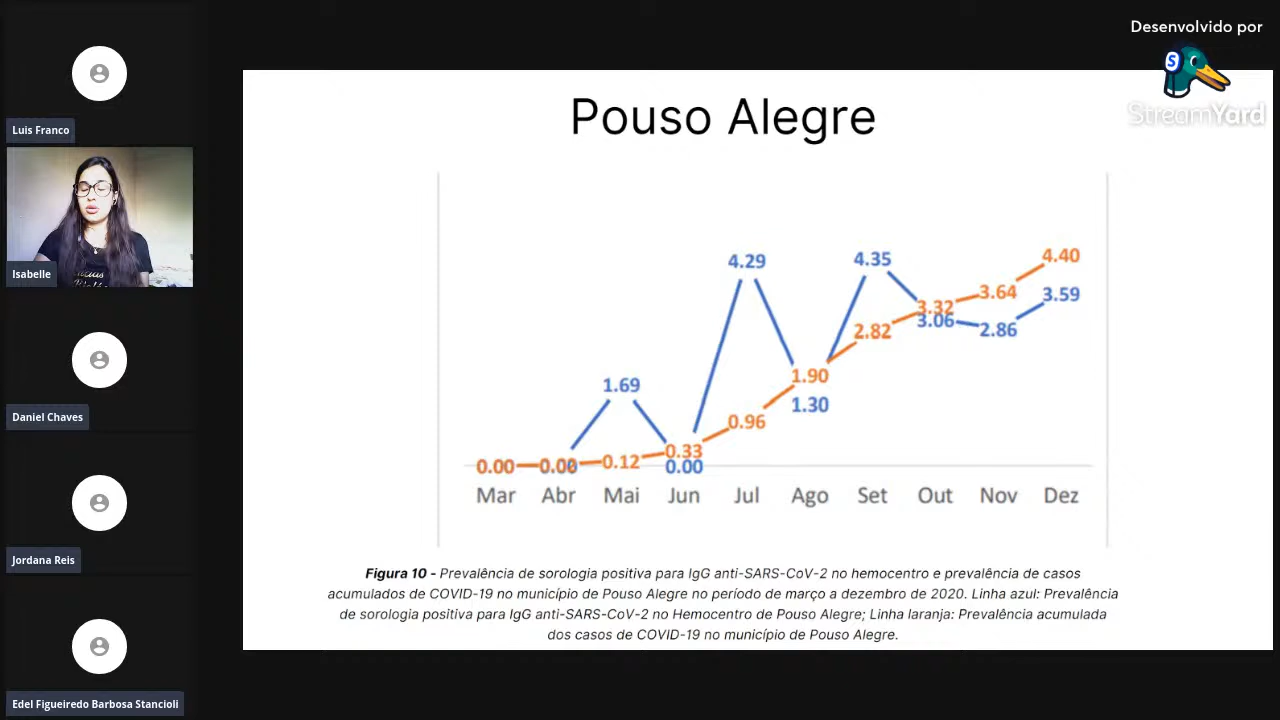 Desenvolvido por
StreamYard
Luis Franco
Isabelle
Daniel Chaves
Jordana Reis
Edel Figueiredo Barbosa Stancioli
Pouso Alegre
4.29
4.35
4.40
1.69
3.32
3.64
3.59
2.82
3.06
2.86
1.90
1.30
0.96
0.00
0.00
0.00
0.12
0.33
0.00
Mar Abr Mai Jun Jul Ago Set Out Nov Dez
Figura 10 - Prevalência de sorologia positiva para IgG anti-SARS-CoV-2 no hemocentro e prevalência de casos
acumulados de COVID-19 no município de Pouso Alegre no período de março a dezembro de 2020. Linha azul: Prevalência
de sorologia positiva para IgG anti-SARS-CoV-2 no Hemocentro de Pouso Alegre; Linha laranja: Prevalência acumulada
dos casos de COVID-19 no município de Pouso Alegre.